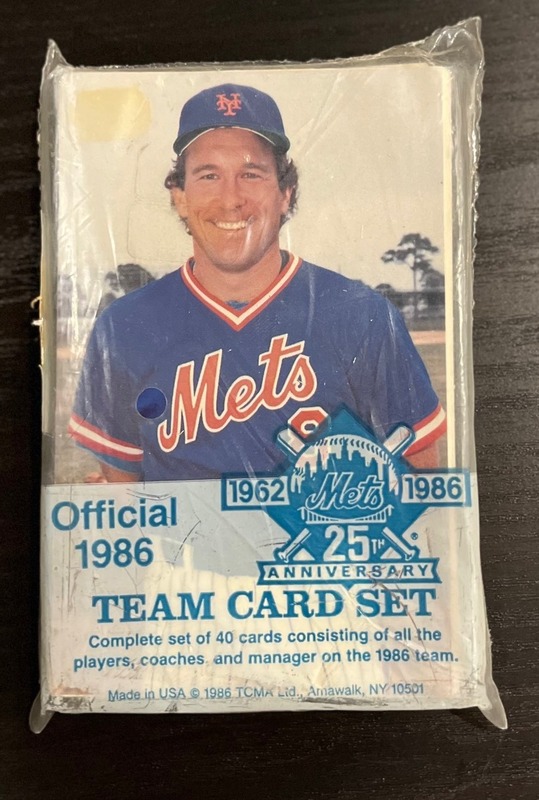 NY
Mets
8
1962 Mets 1986
25TH
ANNIVERSARY
Official
1986
TEAM CARD SET
Complete set of 40 cards consisting of all the
players, coaches and manager on the 1986 team.
Made in USA © 1986 TCMA Ltd., Amawalk, NY 10501